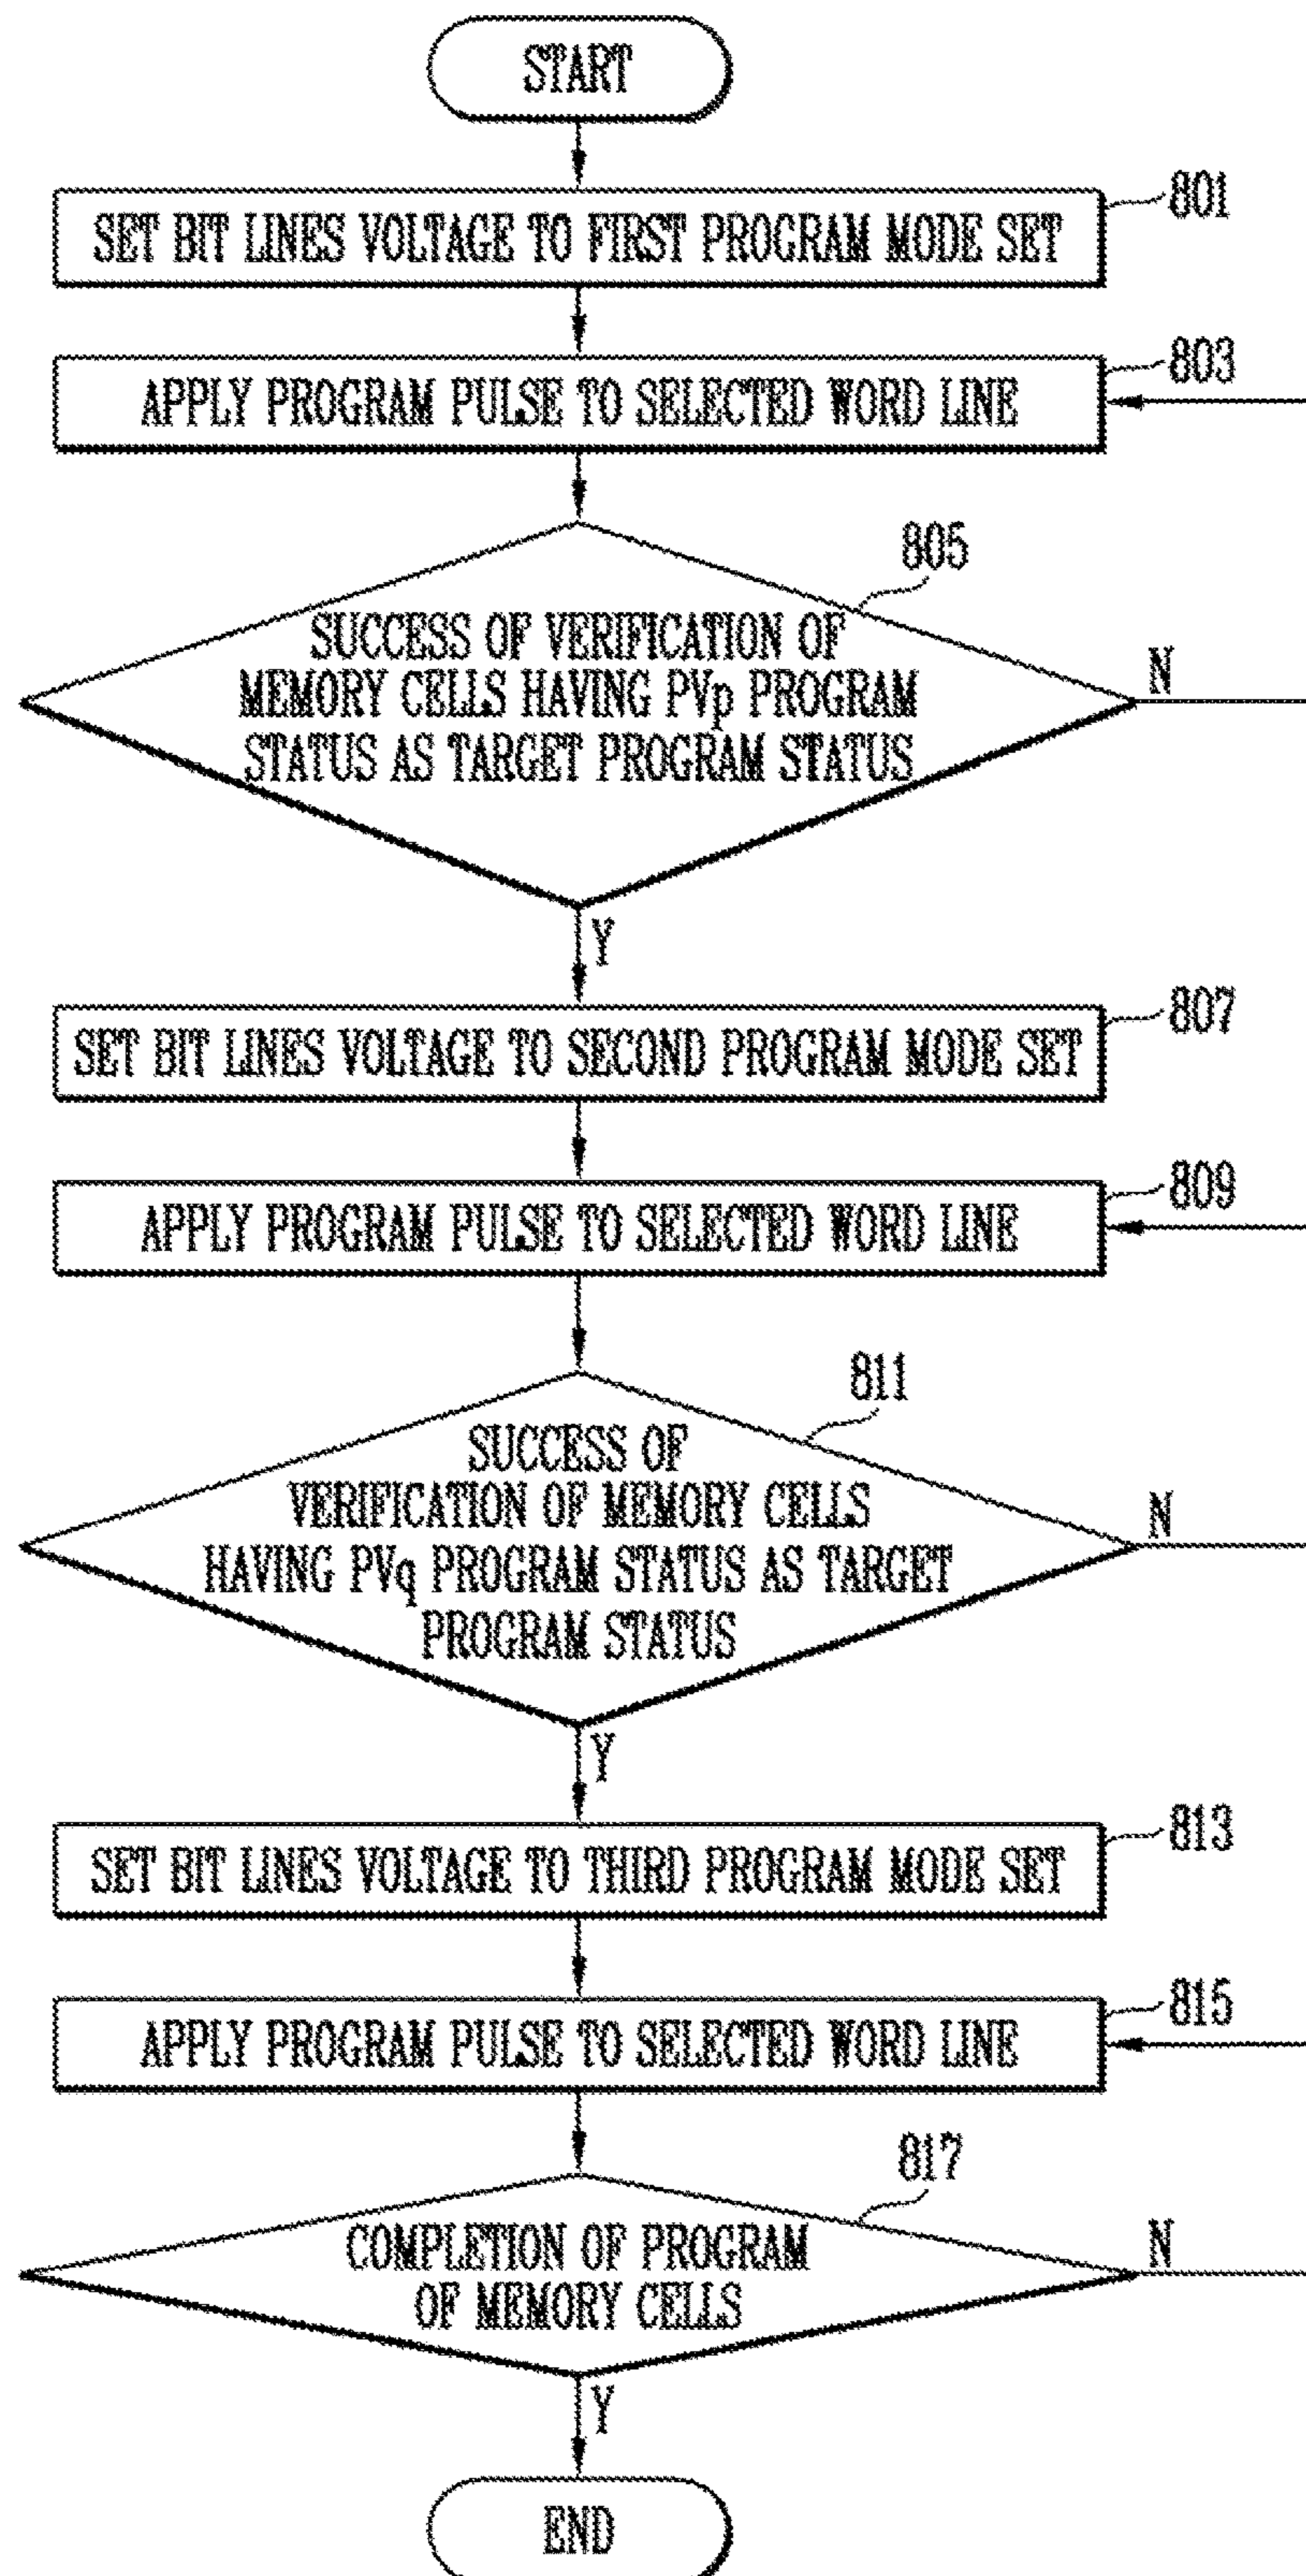 START
801
SET BIT LINES VOLTAGE TO FIRST PROGRAM MODE SET
803
APPLY PROGRAM PULSE TO SELECTED WORD LINE
805
SUCCESS OF VERIFICATION OF
MEMORY CELLS HAVING PVp PROGRAM
STATUS AS TARGET PROGRAM STATUS
N
Y
807
SET BIT LINES VOLTAGE TO SECOND PROGRAM MODE SET
809
APPLY PROGRAM PULSE TO SELECTED WORD LINE
811
SUCCESS OF
VERIFICATION OF MEMORY CELLS
HAVING PVq PROGRAM STATUS AS TARGET
PROGRAM STATUS
N
Y
813
SET BIT LINES VOLTAGE TO THIRD PROGRAM MODE SET
815
APPLY PROGRAM PULSE TO SELECTED WORD LINE
817
COMPLETION OF PROGRAM
OF MEMORY CELLS
N
Y
END